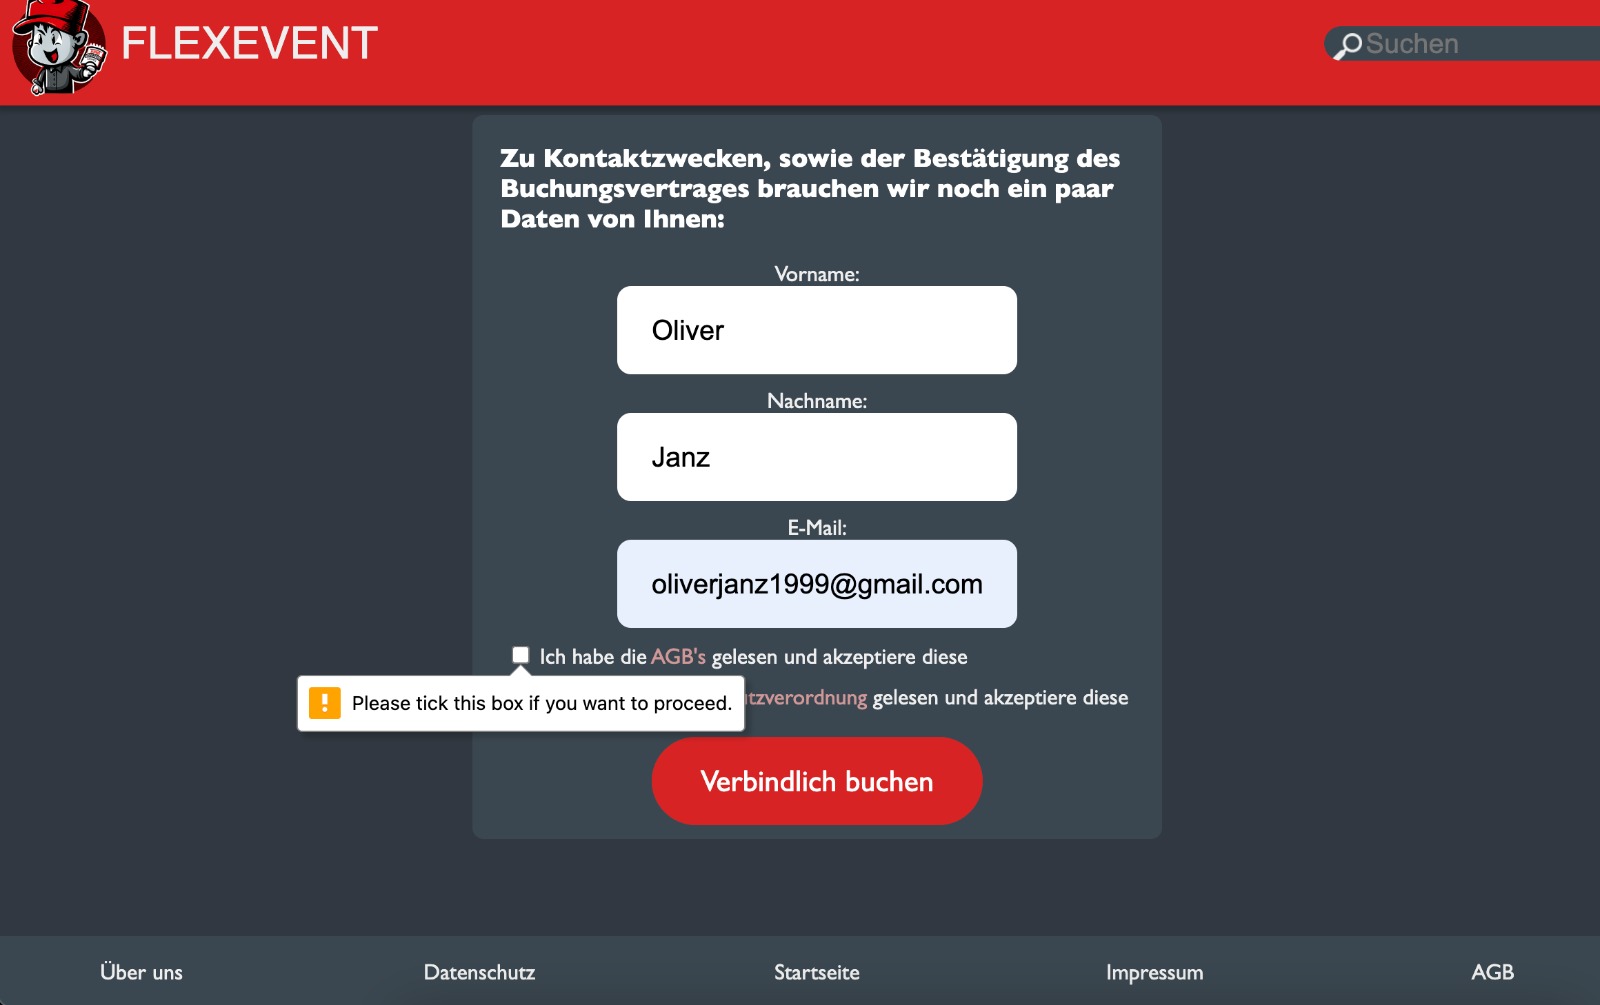 FLEXEVENT
Suchen
Zu Kontaktzwecken, sowie der Bestätigung des
Buchungsvertrages brauchen wir noch ein paar
Daten von Ihnen:
Vorname:
Oliver
Nachname:
Janz
E-Mail:
oliverjanz1999@gmail.com
Ich habe die AGB's gelesen und akzeptiere diese
Please tick this box if you want to proceed.
gelesen und akzeptiere diese
Verbindlich buchen
Über uns
Datenschutz
Startseite
Impressum
AGB